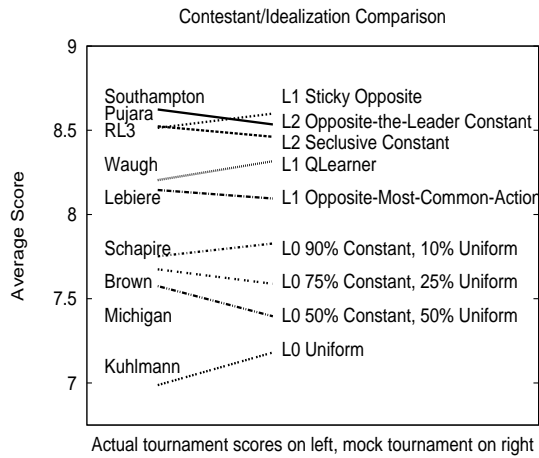 Contestant/Idealization Comparison
9
8.5
8
7.5
7
Average Score
Southampton
Pujara
RL3
Waugh
Lebiere
Schapire
Brown
Michigan
Kuhlmann
L1 Sticky Opposite
L2 Opposite-the-Leader Constant
L2 Seclusive Constant
L1 QLearner
L1 Opposite-Most-Common-Action
L0 90% Constant, 10% Uniform
L0 75% Constant, 25% Uniform
L0 50% Constant, 50% Uniform
L0 Uniform
Actual tournament scores on left, mock tournament on right